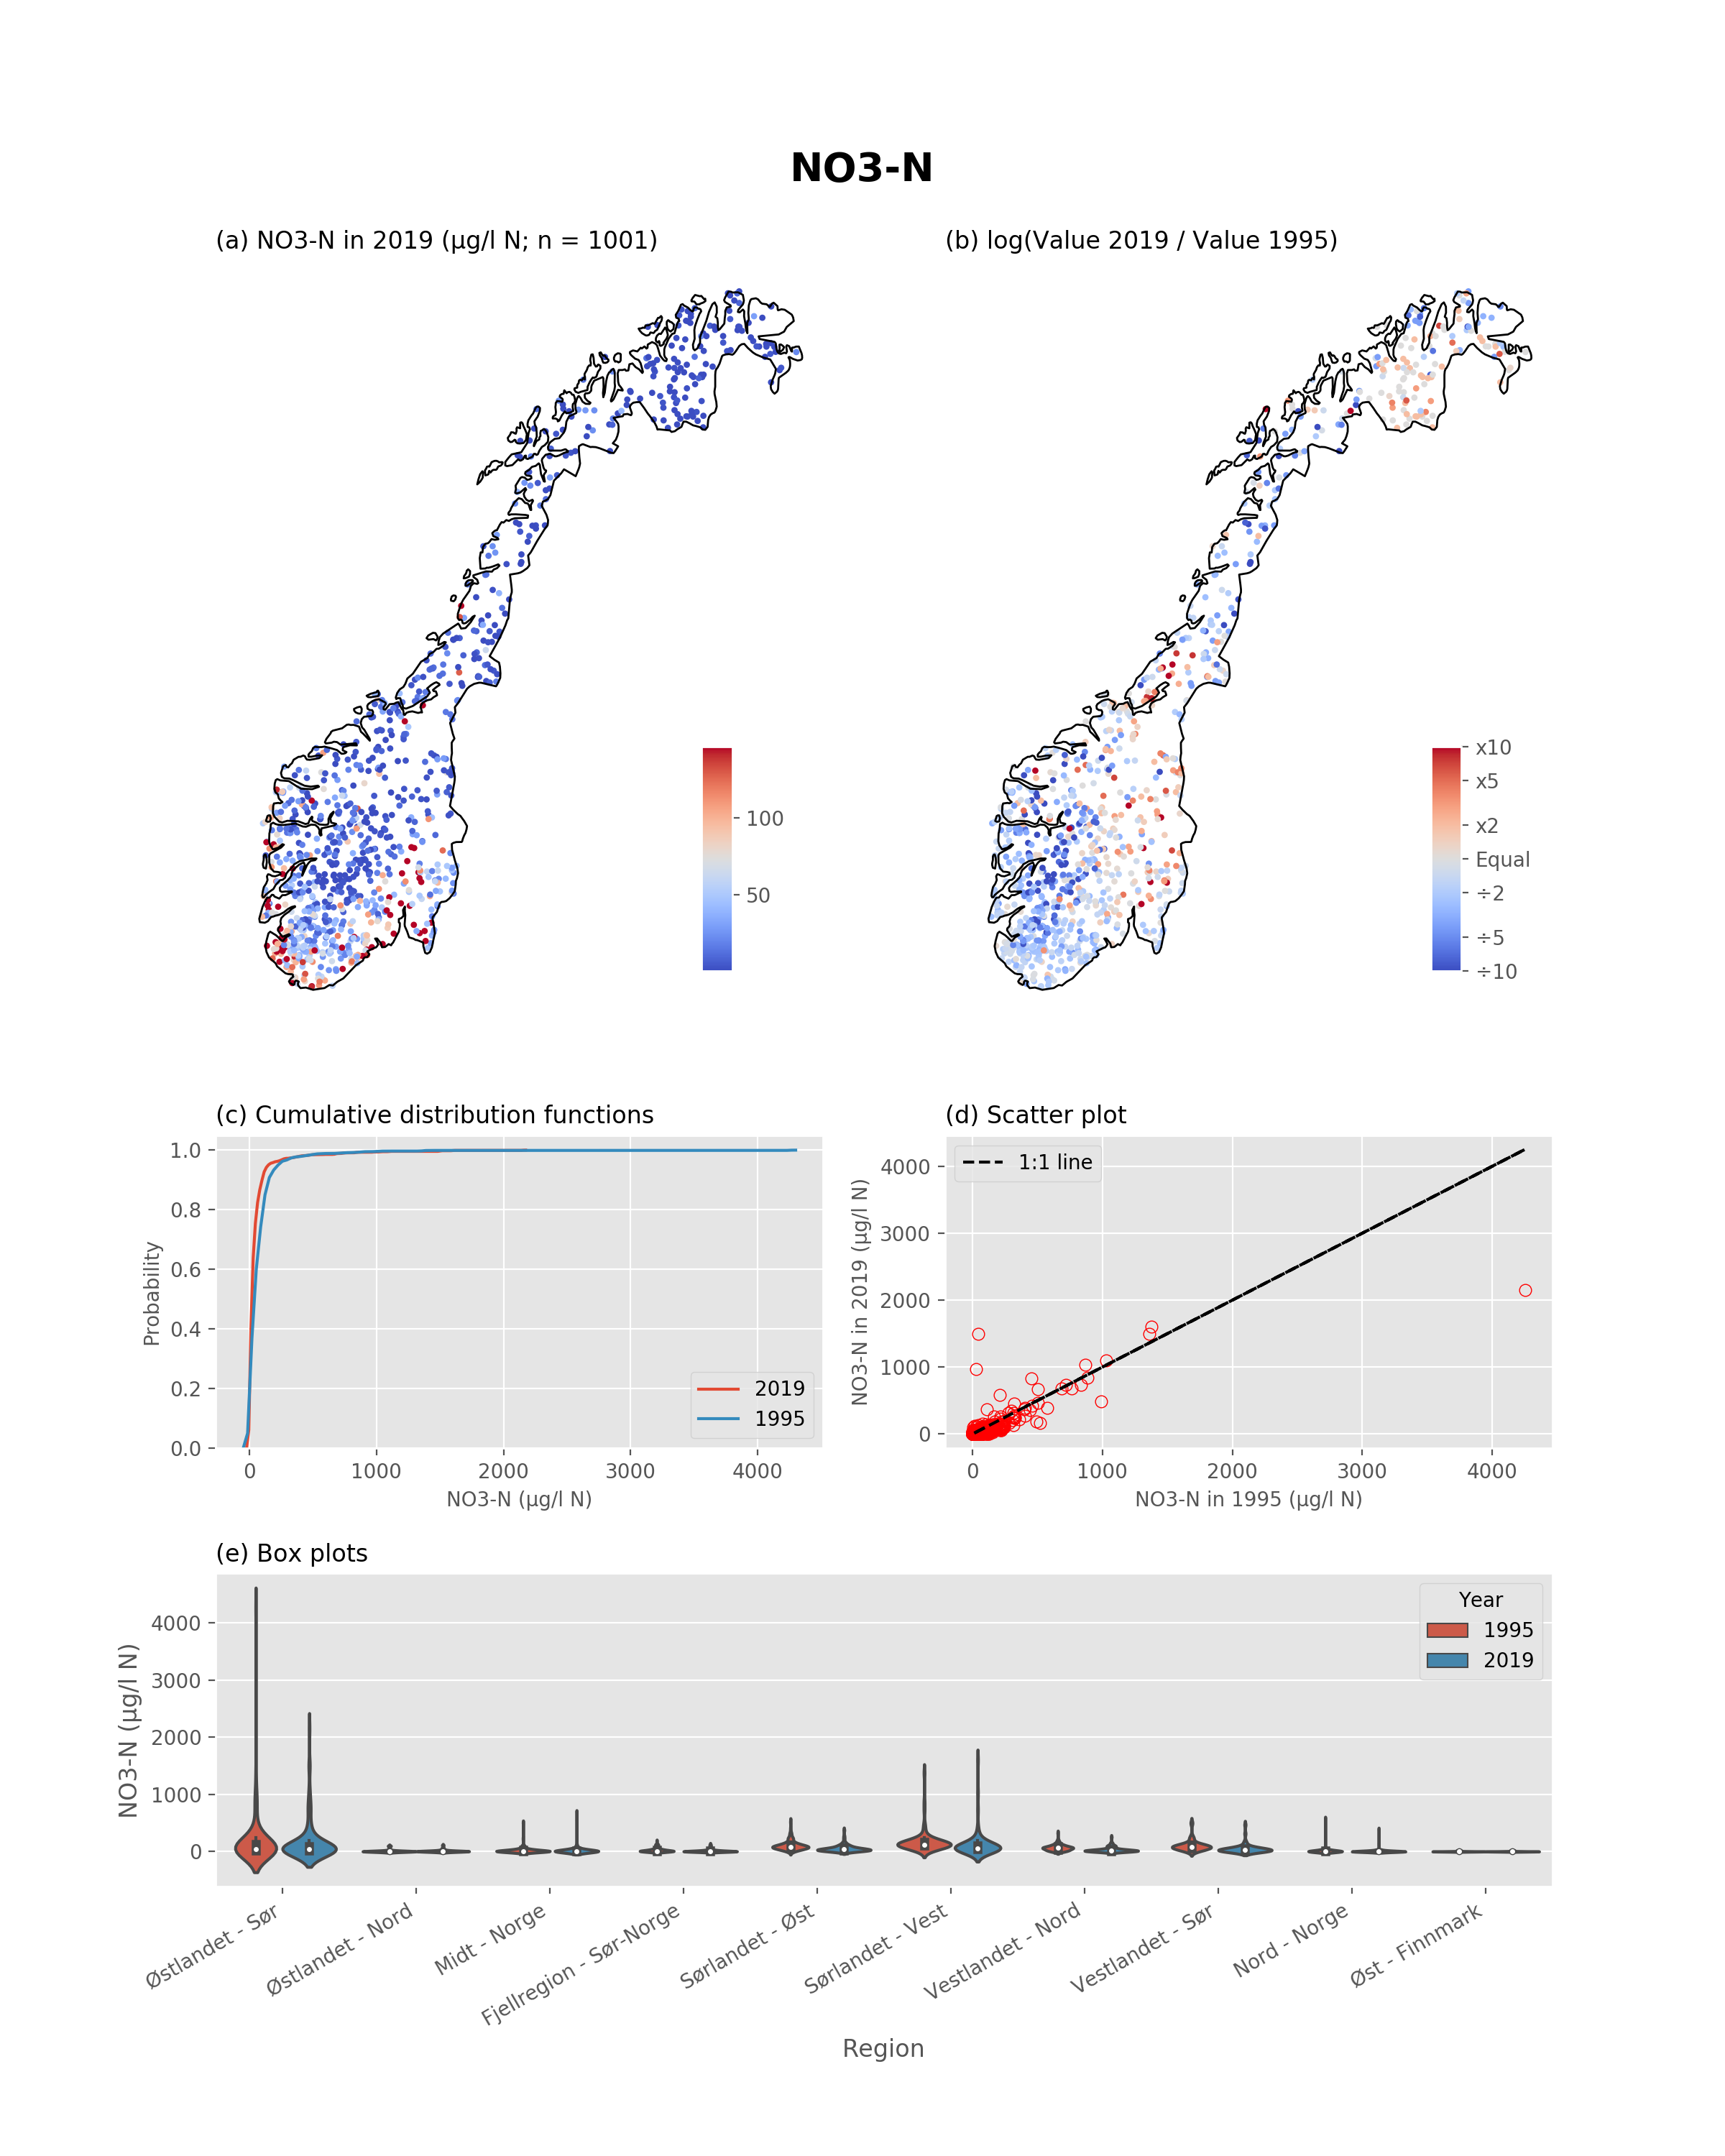 NO3-N
(a) NO3-N in 2019 (µg/l N; n = 1001)
100
50
(b) log(Value 2019 / Value 1995)
x10
x5
x2
Equal
÷2
÷5
÷10
(c) Cumulative distribution functions
1.0
0.8
0.6
0.4
0.2
0.0
Probability
0 1000 2000 3000 4000
NO3-N (µg/l N)
2019
1995
(d) Scatter plot
1:1 line
4000
3000
2000
1000
0
NO3-N in 2019 (µg/l N)
0 1000 2000 3000 4000
NO3-N in 1995 (µg/l N)
(e) Box plots
Year
1995
2019
4000
3000
2000
1000
0
NO3-N (µg/l N)
Østlandet - Sør
Østlandet - Nord
Midt - Norge
Fjellregion - Sør-Norge
Sørlandet - Øst
Sørlandet - Vest
Vestlandet - Nord
Vestlandet - Sør
Nord - Norge
Øst - Finnmark
Region